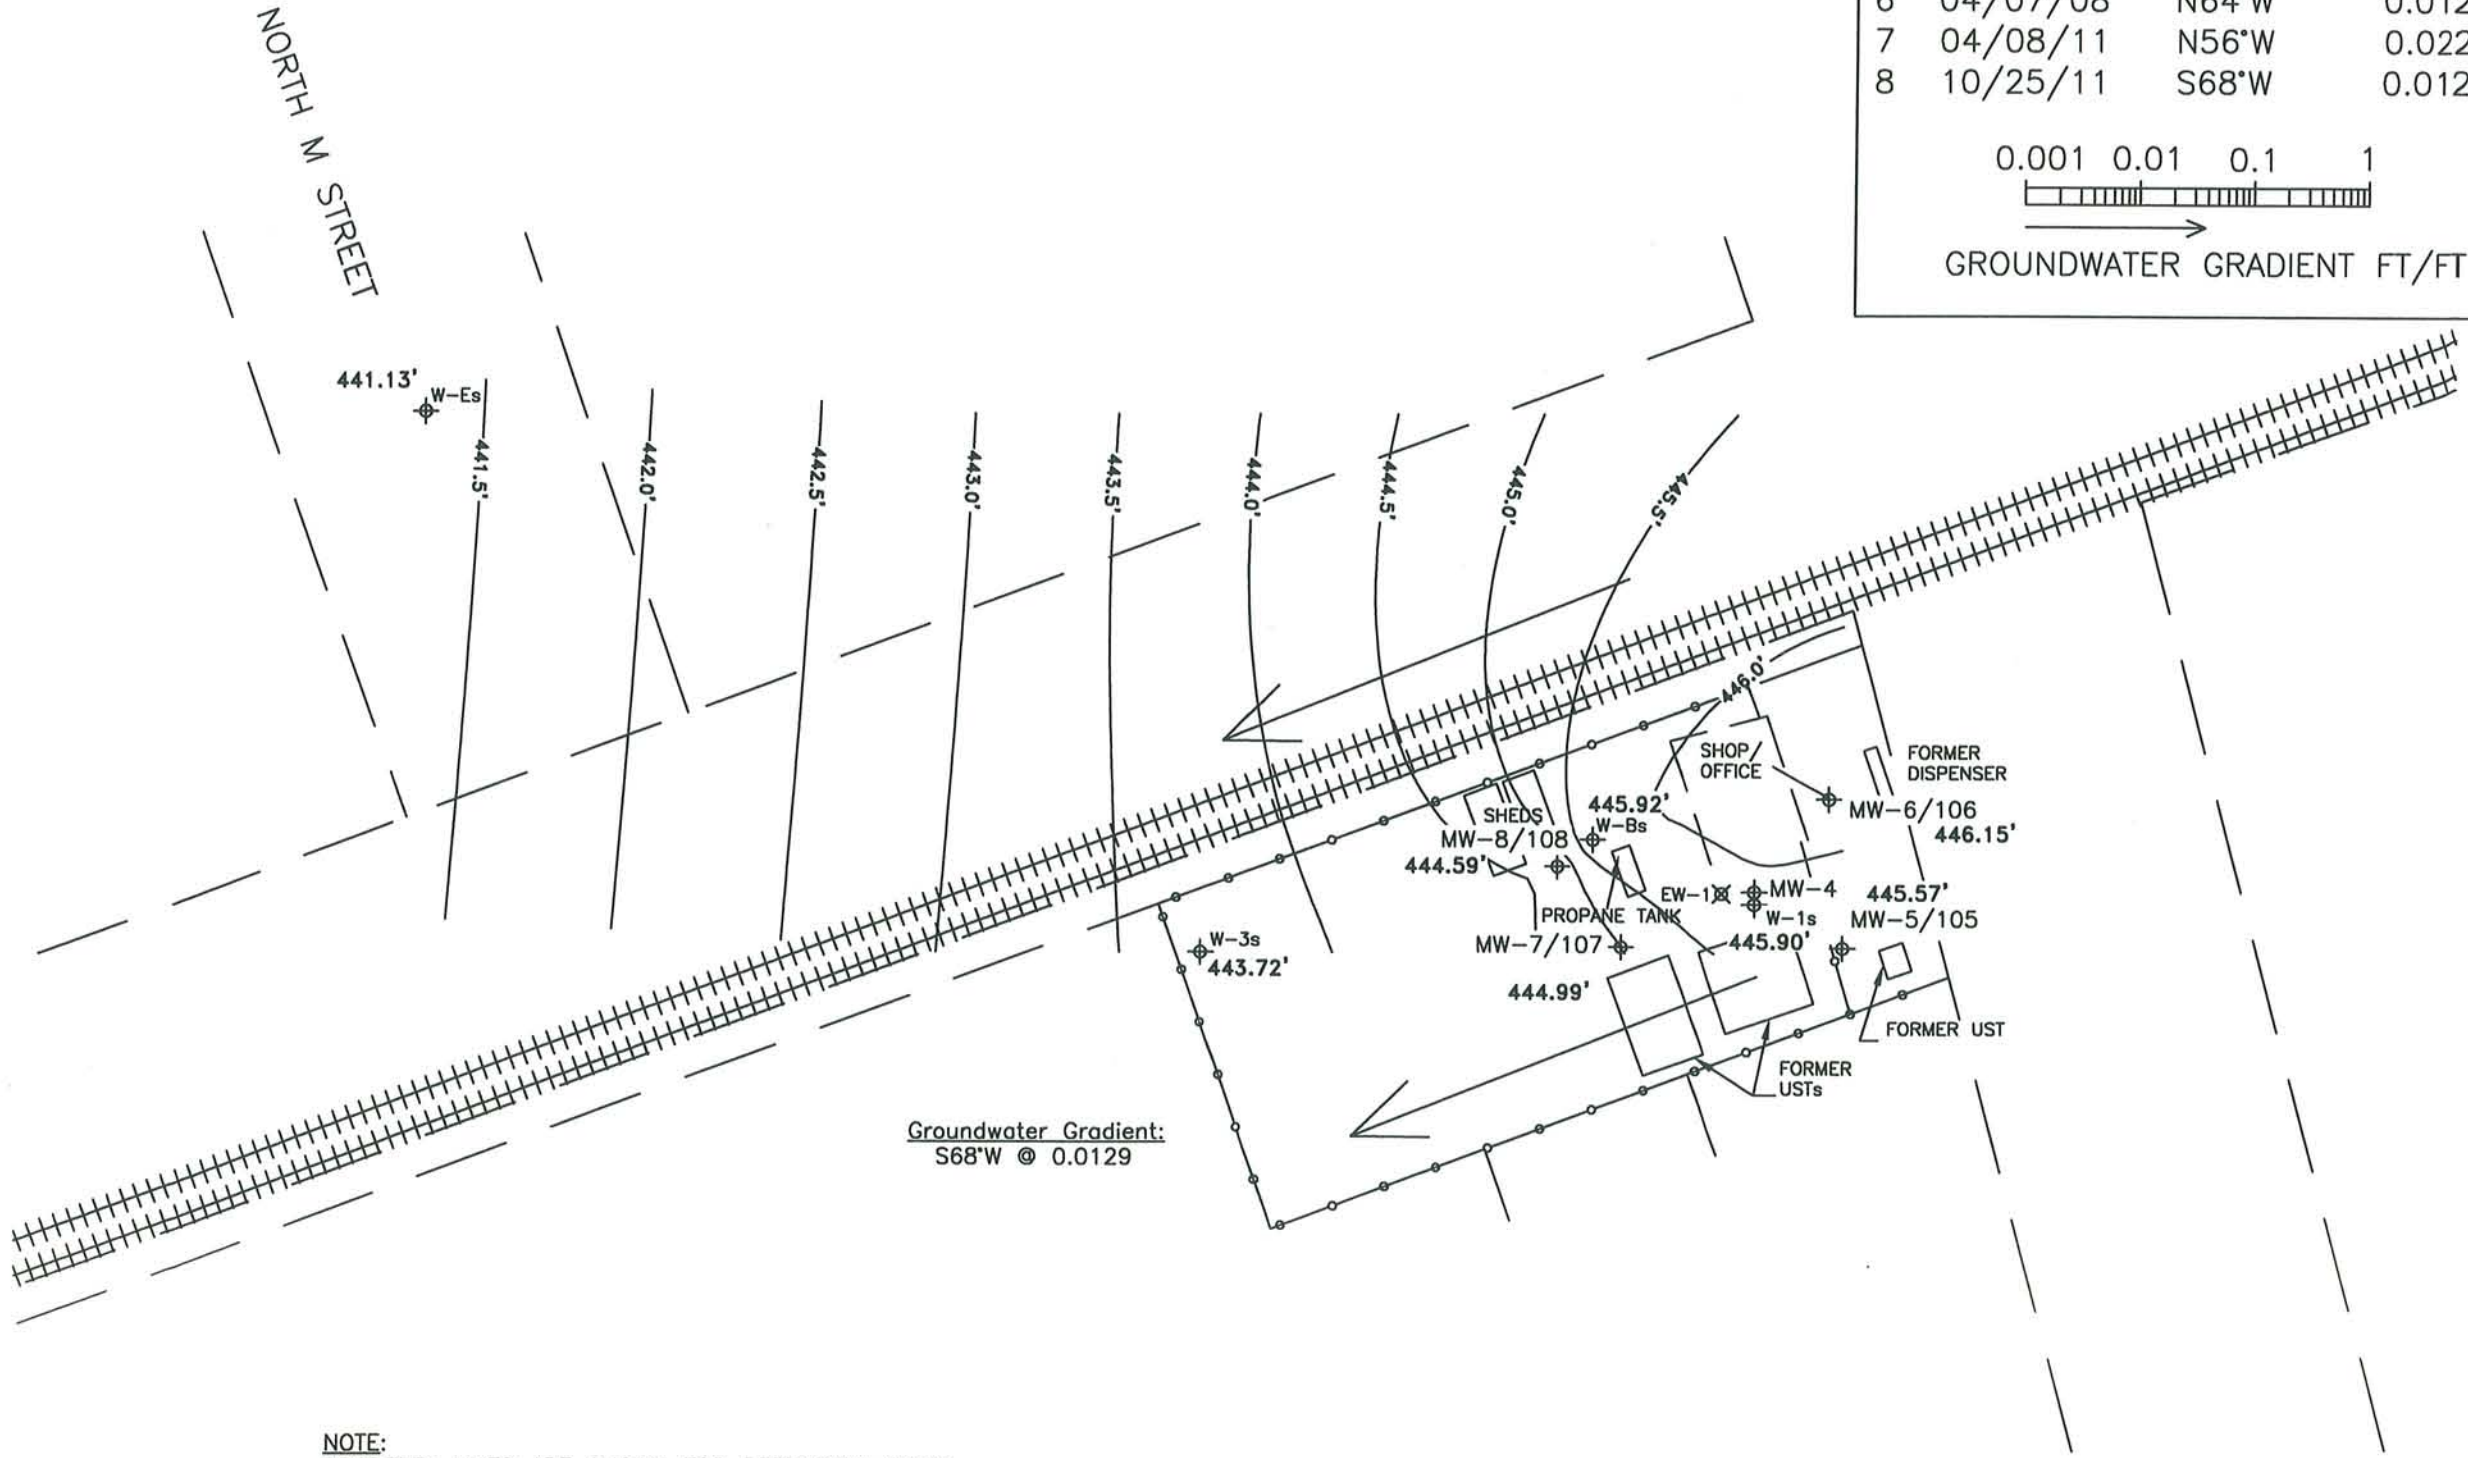 NORTH M STREET
6 04/07/08 N64°W 0.012
7 04/08/11 N56°W 0.022
8 10/25/11 S68°W 0.012
0.001 0.01 0.1 1
GROUNDWATER GRADIENT FT/FT
441.13'
W-Es
441.5'
442.0'
442.5'
443.0'
443.5'
444.0'
444.5'
445.0'
445.5'
446.0'
SHOP/
OFFICE
FORMER
DISPENSER
MW-6/106
446.15'
445.92'
W-Bs
SHEDS
MW-8/108
444.59'
EW-1
MW-4
W-1s
445.90'
445.57'
MW-5/105
PROPANE TANK
MW-7/107
444.99'
W-3s
443.72'
FORMER UST
FORMER
USTs
Groundwater Gradient:
S68°W @ 0.0129
NOTE: